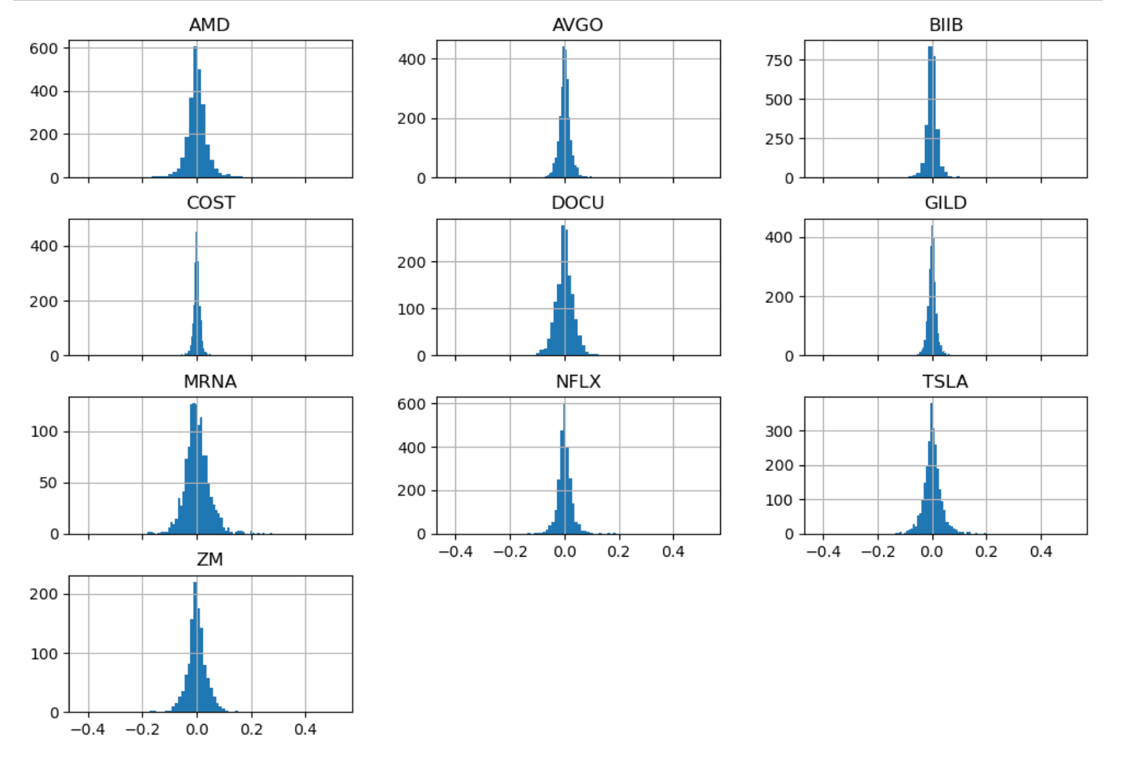 AMD AVGO BIIB
600 400 750
400 500
200 200 250
0 0 0
COST DOCU GILD
400 200 400
200 100 200
0 0 0
MRNA NFLX TSLA
100 600 300
50 400 200
200 100
0 0 0
−0.4 −0.2 0.0 0.2 0.4 −0.4 −0.2 0.0 0.2 0.4
ZM
200
100
0
−0.4 −0.2 0.0 0.2 0.4